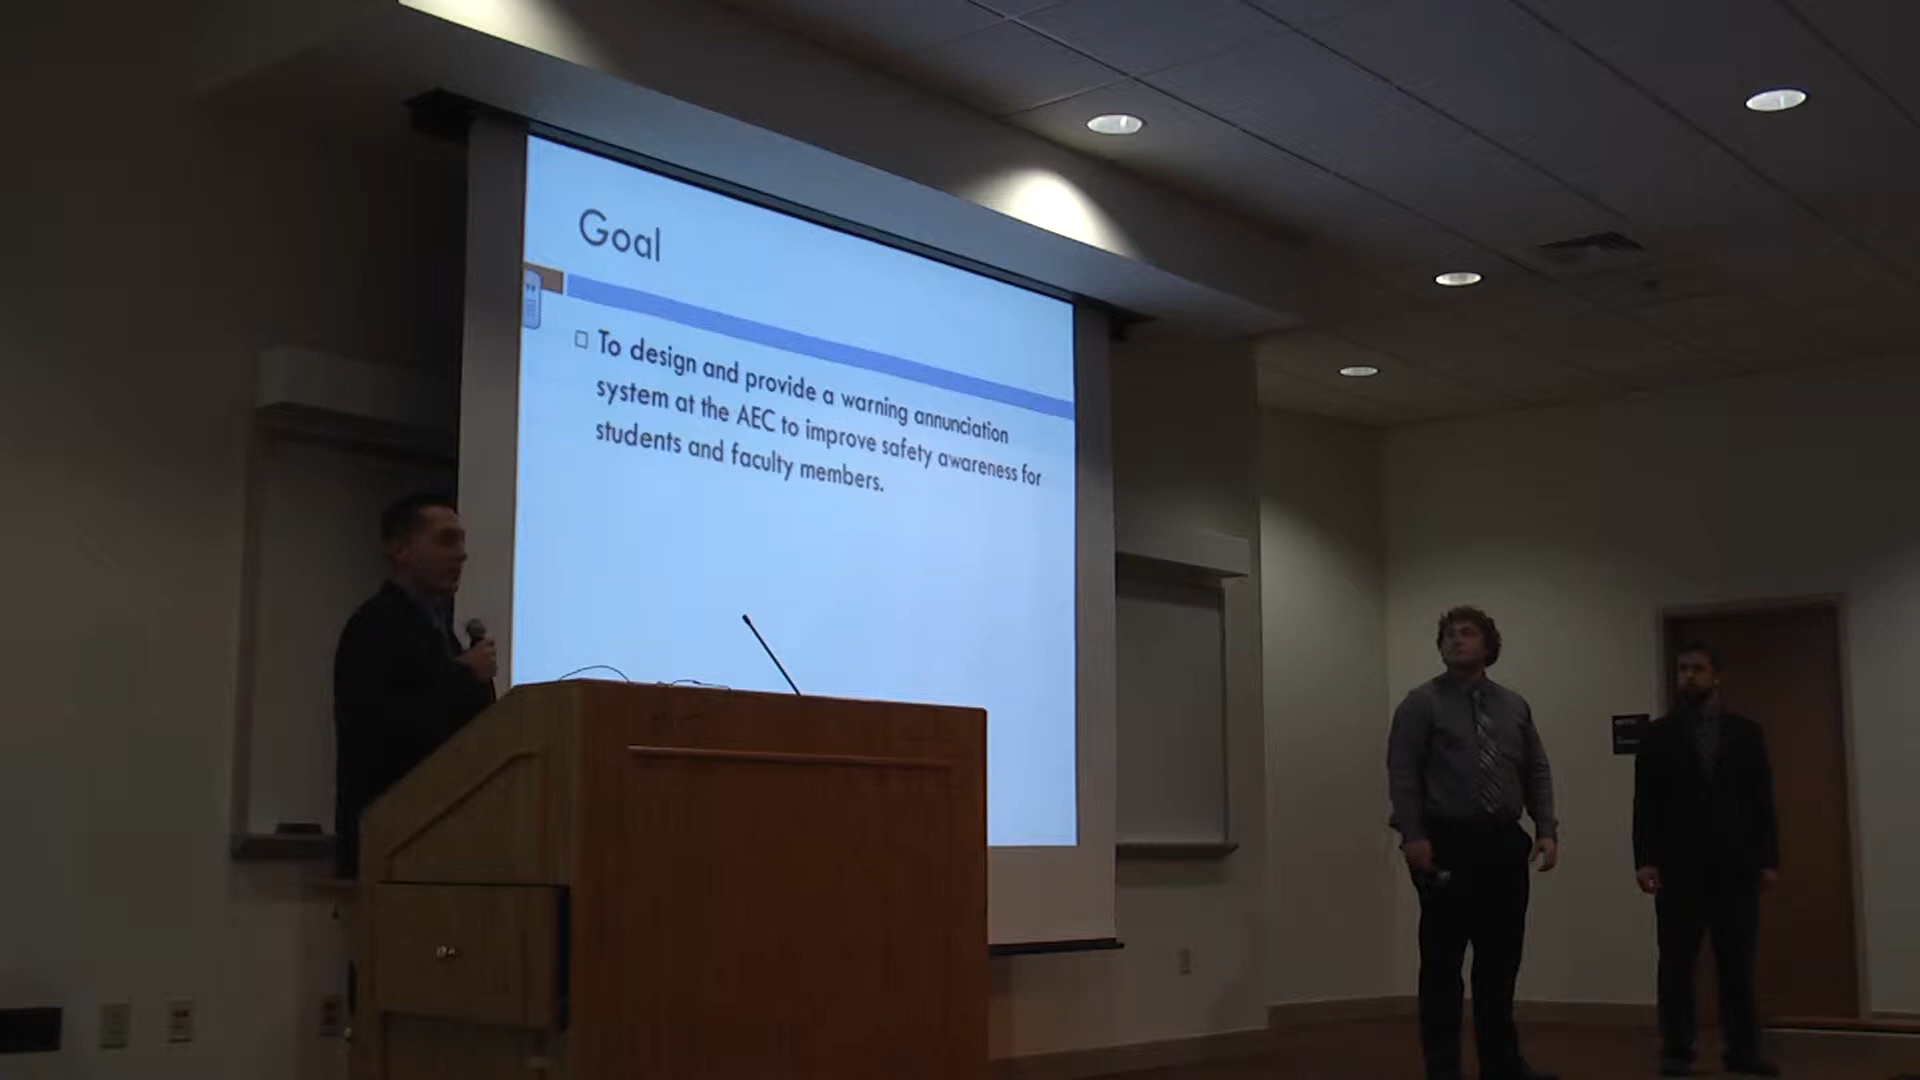 Goal
To design and provide a warning annunciation
system at the AEC to improve safety awareness for
students and faculty members.